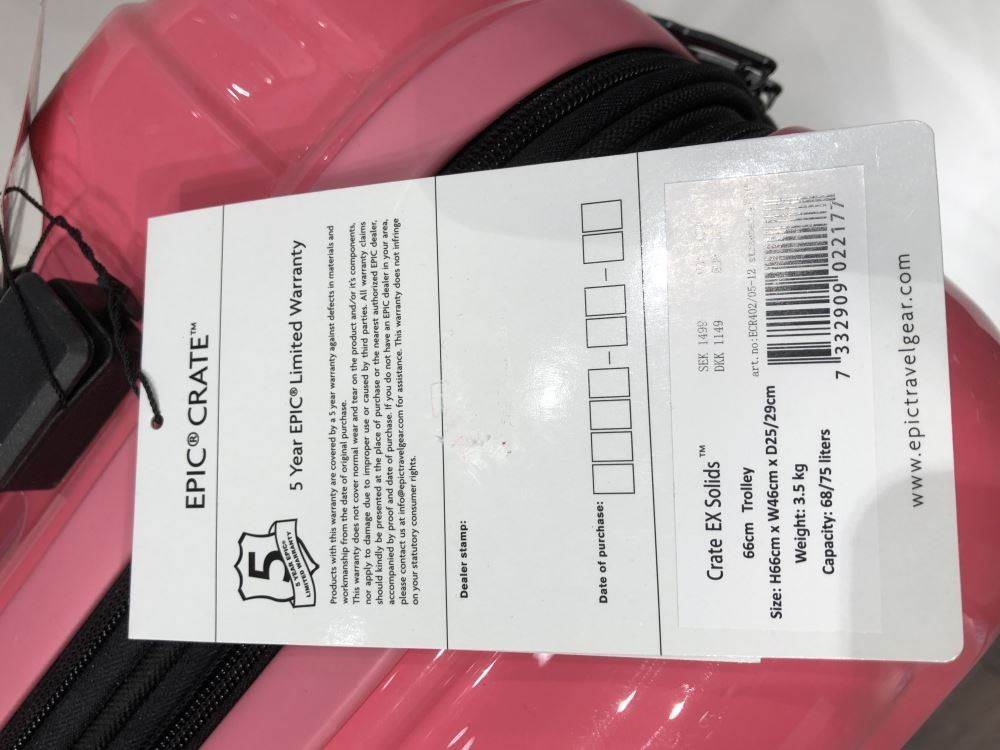 EPIC® CRATE™
5
5 YEAR EPIC®
LIMITED WARRANTY
5 Year EPIC® Limited Warranty
Products with this warranty are covered by a 5 year warranty against defects in materials and
workmanship from the date of original purchase.
This warranty does not cover normal wear and tear on the product and/or it's components,
nor apply to damage due to improper use or caused by third parties. All warranty claims
should kindly be presented at the place of purchase or the nearest authorized EPIC dealer,
accompanied by proof and date of purchase. If you do not have an EPIC dealer in your area,
please contact us at info@epictravelgear.com for assistance. This warranty does not infringe
on your statutory consumer rights.
Dealer stamp:
Date of purchase:
Crate EX Solids™
66cm Trolley
Size: H66cm x W46cm x D25/29cm
Weight: 3.5 kg
Capacity: 68/75 liters
SEK 1499
DKK 1149
art.no:ECR402/05-12
7 332909 022177
www.epictravelgear.com